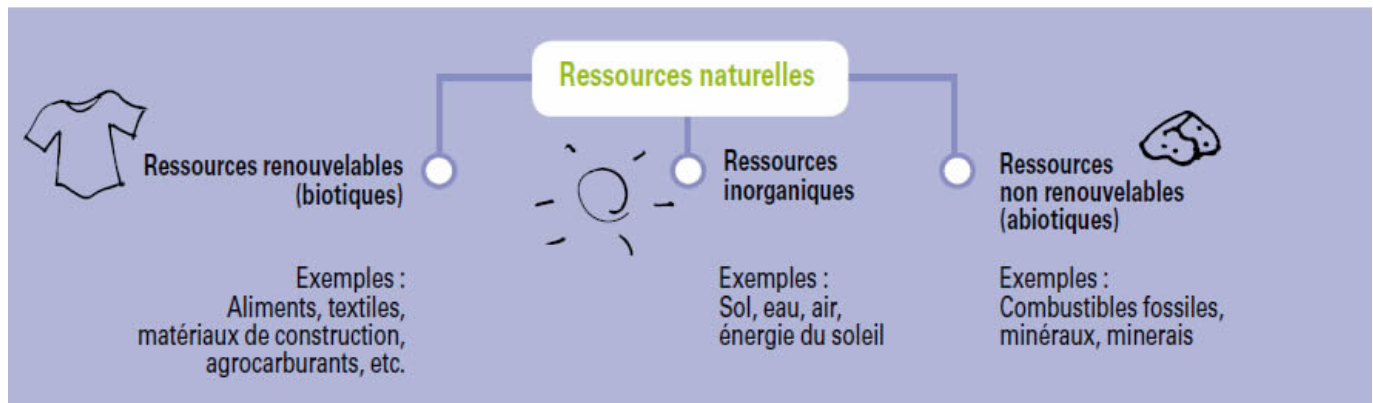 Ressources naturelles
Ressources renouvelables
(biotiques)
Exemples :
Aliments, textiles,
matériaux de construction,
agrocarburants, etc.
Ressources
inorganiques
Exemples :
Sol, eau, air,
énergie du soleil
Ressources
non renouvelables
(abiotiques)
Exemples :
Combustibles fossiles,
minéraux, minerais